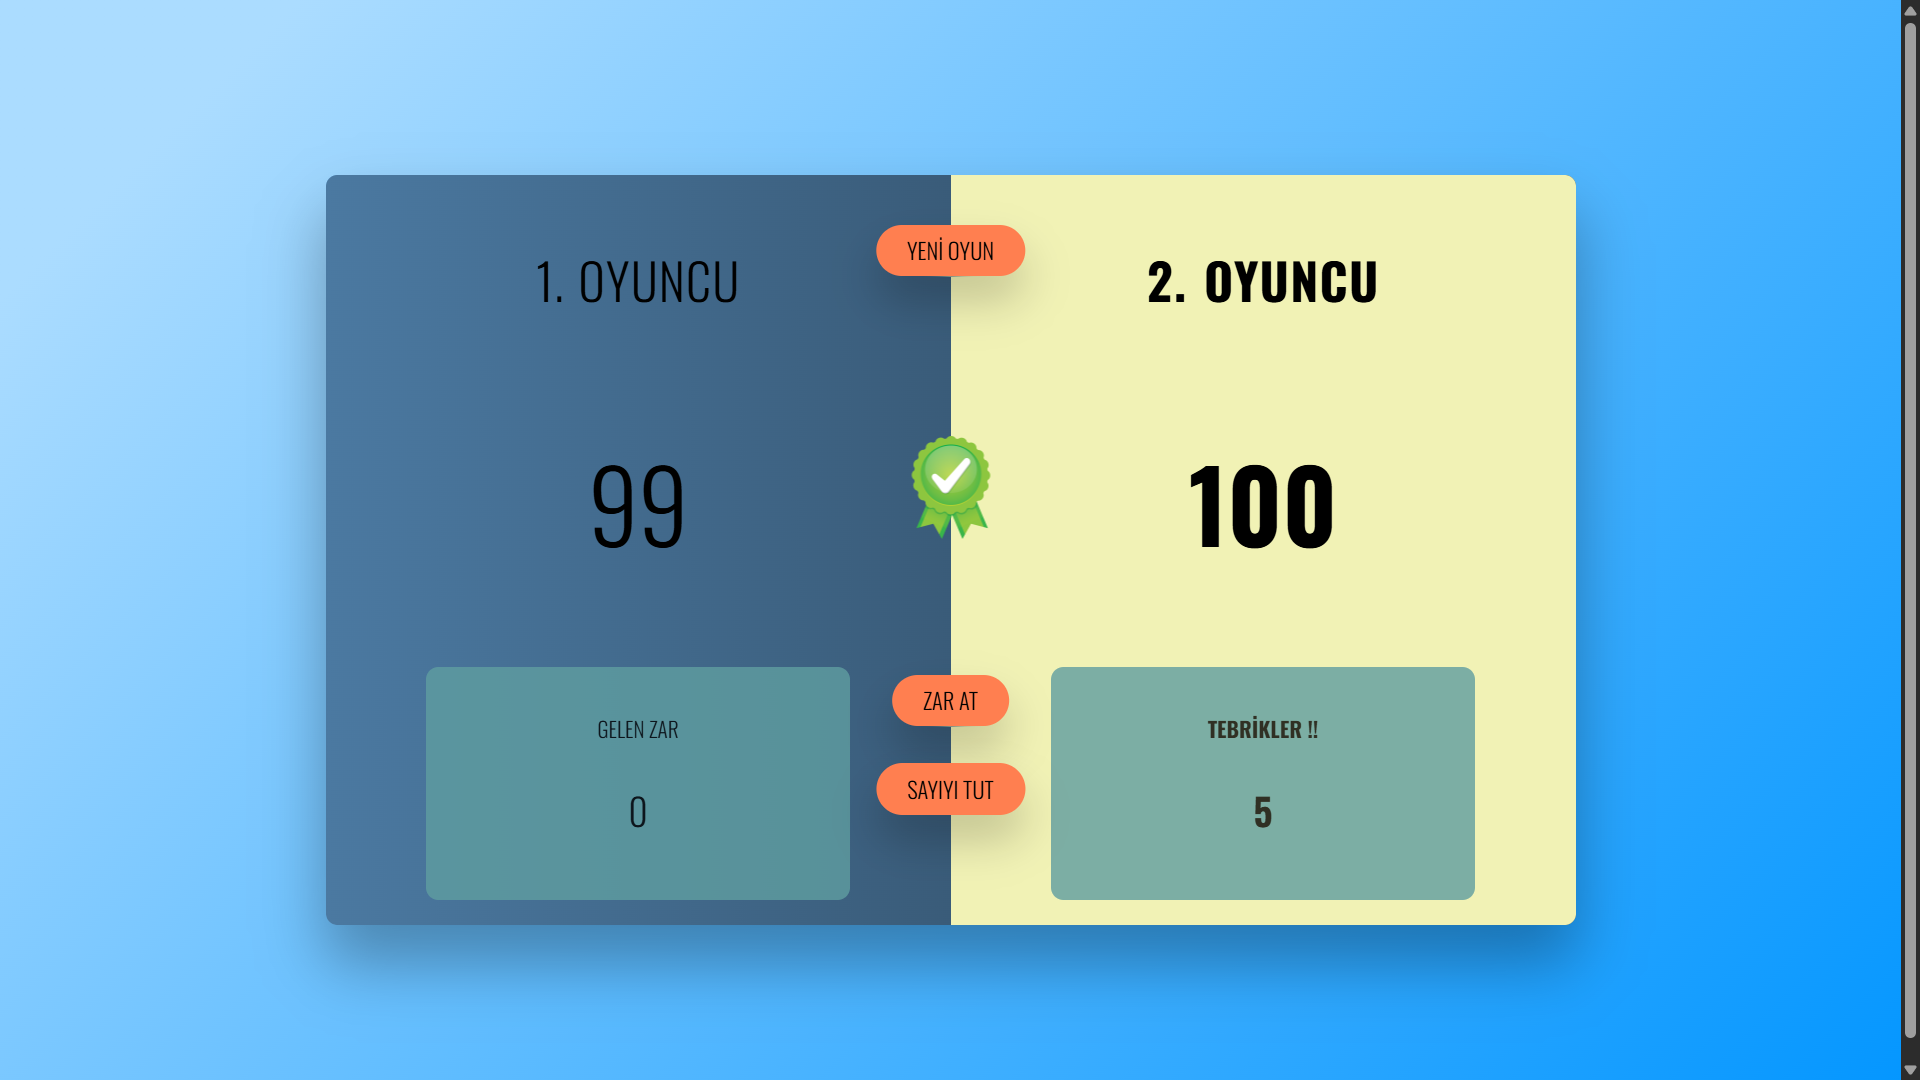 YENİ OYUN
1. OYUNCU
99
GELEN ZAR
0
2. OYUNCU
100
TEBRİKLER !!
5
ZAR AT
SAYIYI TUT